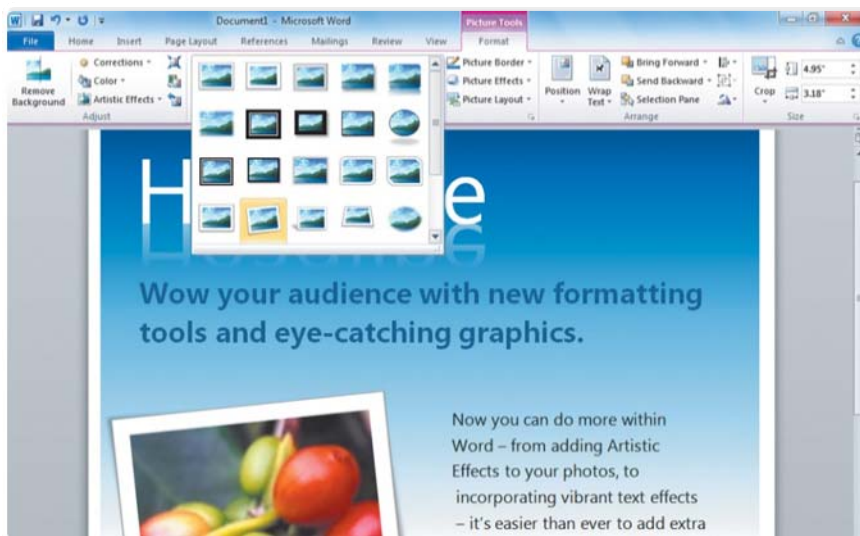 Document1 - Microsoft Word
Picture Tools
File Home Insert Page Layout References Mailings Review View Format
Remove Background
Corrections
Color
Artistic Effects
Adjust
Picture Border
Picture Effects
Picture Layout
Position
Wrap Text
Bring Forward
Send Backward
Selection Pane
Arrange
Crop
4.95"
3.18"
Size
Wow your audience with new formatting
tools and eye-catching graphics.
Now you can do more within
Word – from adding Artistic
Effects to your photos, to
incorporating vibrant text effects
– it's easier than ever to add extra